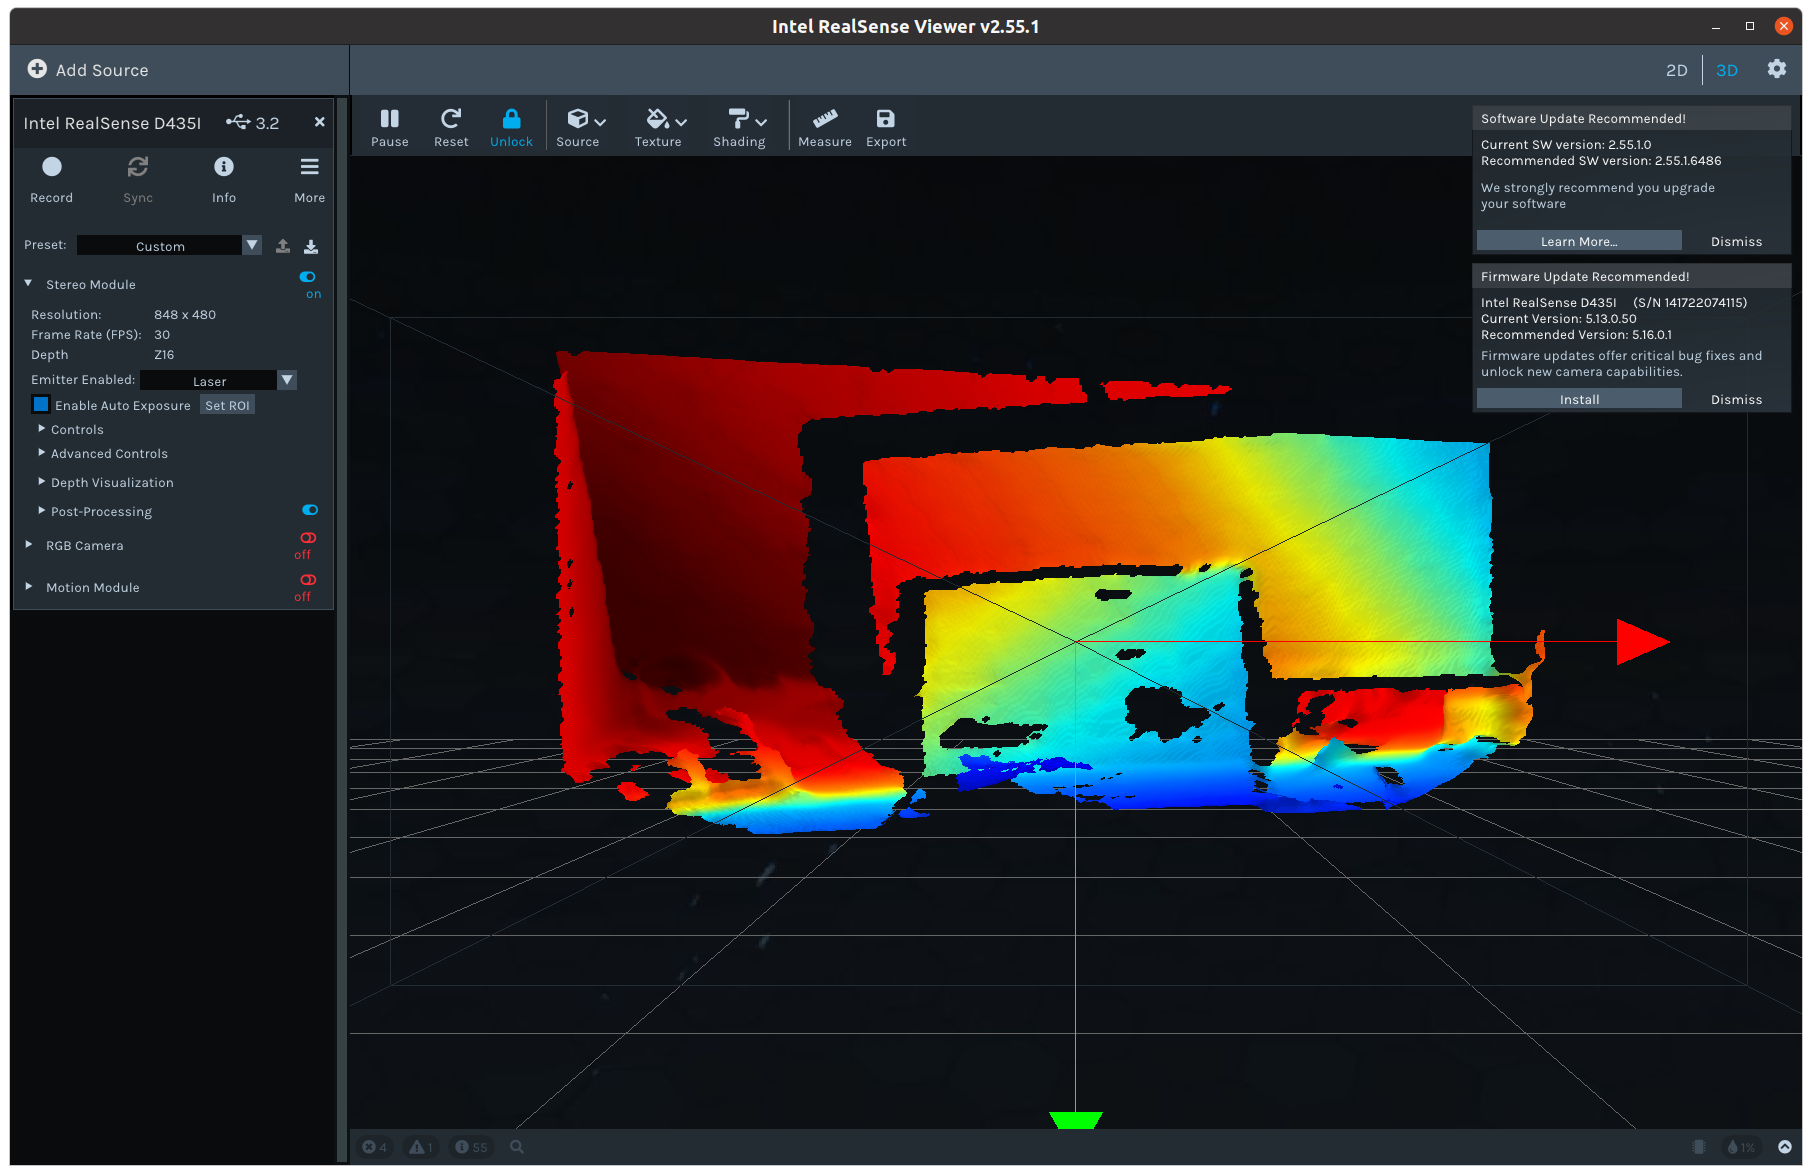 Intel RealSense Viewer v2.55.1
Add Source
2D
3D
Intel RealSense D435I
3.2
Record
Sync
Info
More
Preset:
Custom
Stereo Module
on
Resolution:
848 x 480
Frame Rate (FPS):
30
Depth
Z16
Emitter Enabled:
Laser
Enable Auto Exposure
Set ROI
Controls
Advanced Controls
Depth Visualization
Post-Processing
RGB Camera
off
Motion Module
off
Pause
Reset
Unlock
Source
Texture
Shading
Measure
Export
Software Update Recommended!
Current SW version: 2.55.1.0
Recommended SW version: 2.55.1.6486
We strongly recommend you upgrade
your software
Learn More...
Dismiss
Firmware Update Recommended!
Intel RealSense D435I (S/N 141722074115)
Current Version: 5.13.0.50
Recommended Version: 5.16.0.1
Firmware updates offer critical bug fixes and
unlock new camera capabilities.
Install
Dismiss
4
1
55
1%